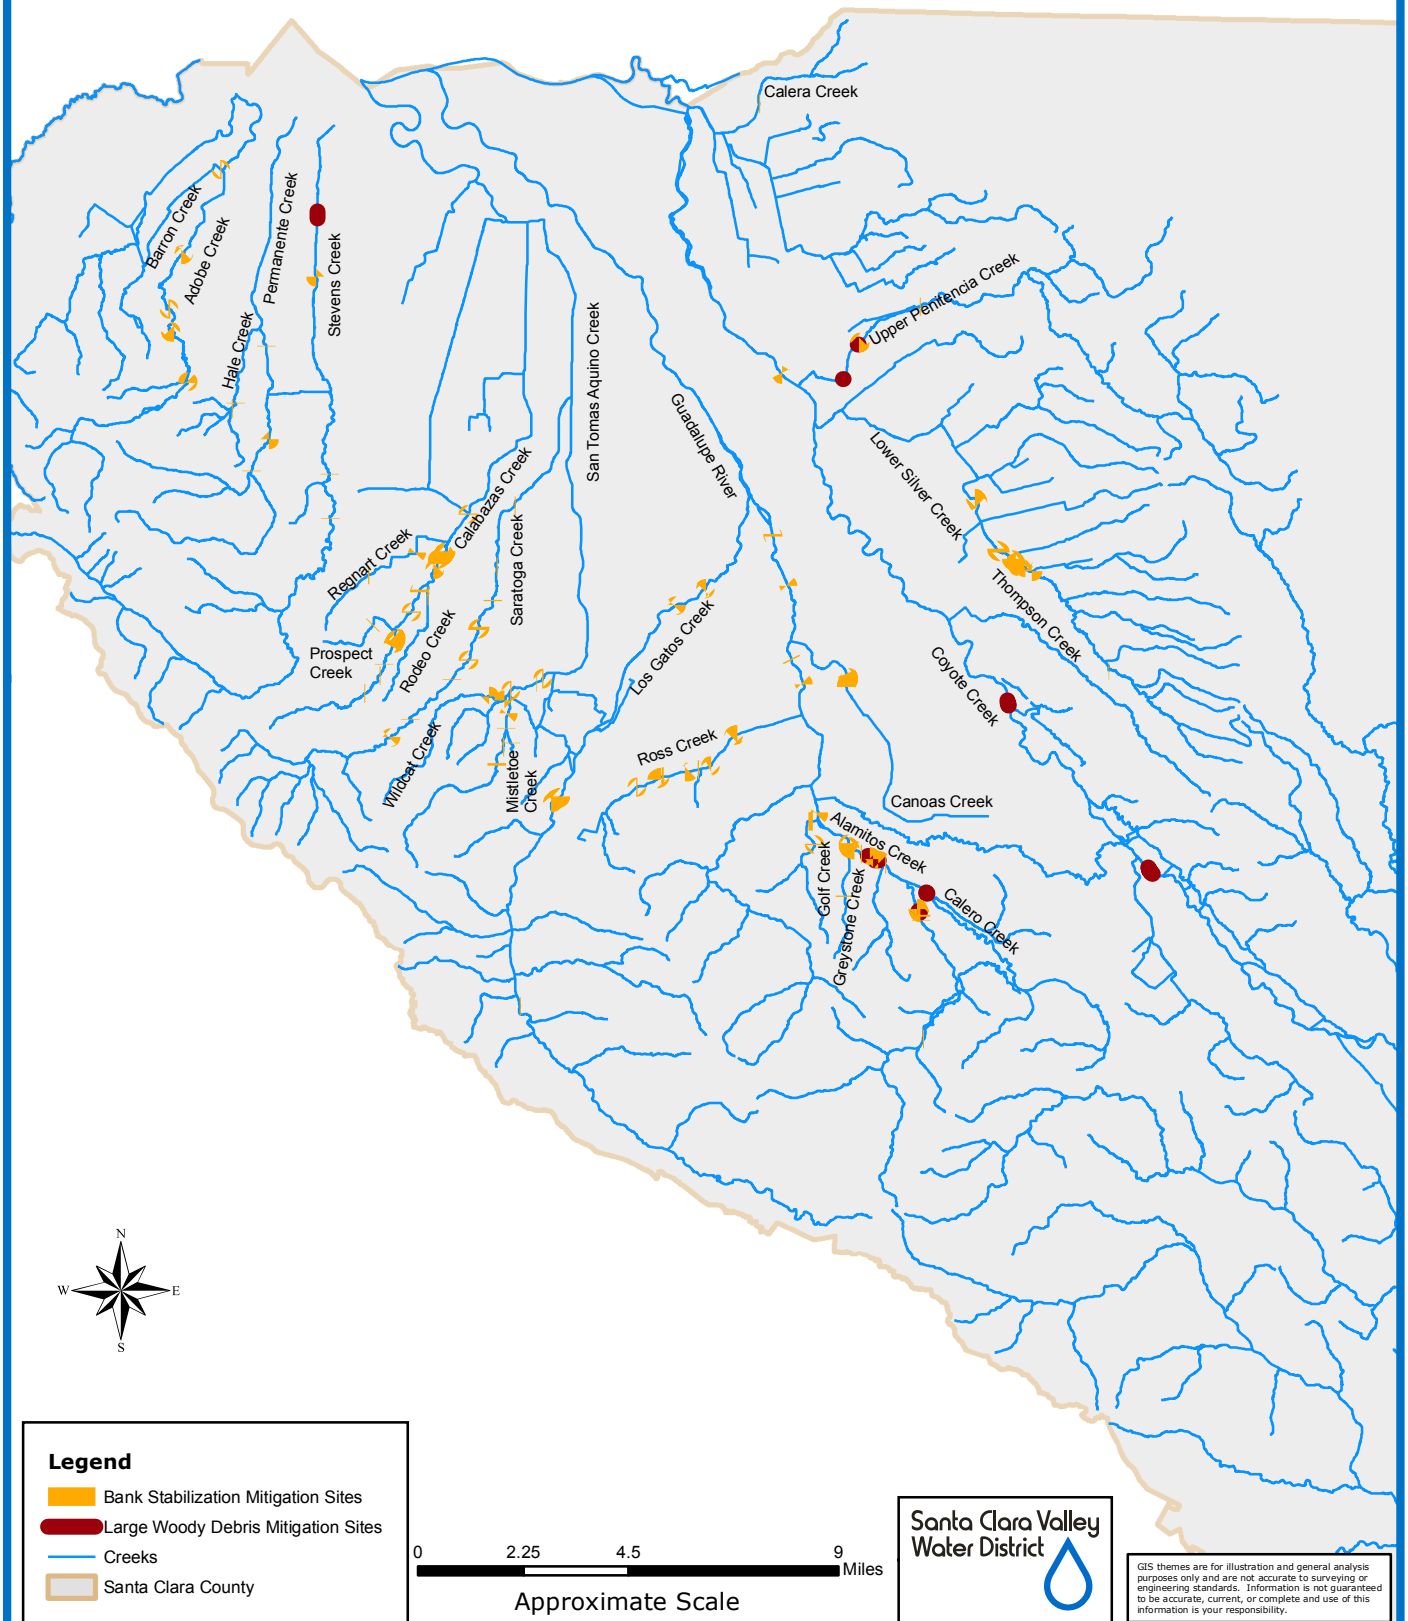 Calera Creek
Barron Creek
Adobe Creek
Permanente Creek
Stevens Creek
Hale Creek
Upper Penitencia Creek
San Tomas Aquino Creek
Guadalupe River
Lower Silver Creek
Calabazas Creek
Saratoga Creek
Regnart Creek
Thompson Creek
Prospect
Creek
Rodeo Creek
Los Gatos Creek
Coyote Creek
Wildcat Creek
Mistletoe
Creek
Ross Creek
Canoas Creek
Alamitos Creek
Golf Creek
Greystone Creek
Calero Creek
N
W
E
S
Legend
Bank Stabilization Mitigation Sites
Large Woody Debris Mitigation Sites
Creeks
Santa Clara County
0 2.25 4.5 9
Miles
Approximate Scale
Santa Clara Valley
Water District
GIS themes are for illustration and general analysis
purposes only and are not accurate to surveying or
engineering standards. Information is not guaranteed
to be accurate, current, or complete and use of this
information is your responsibility.